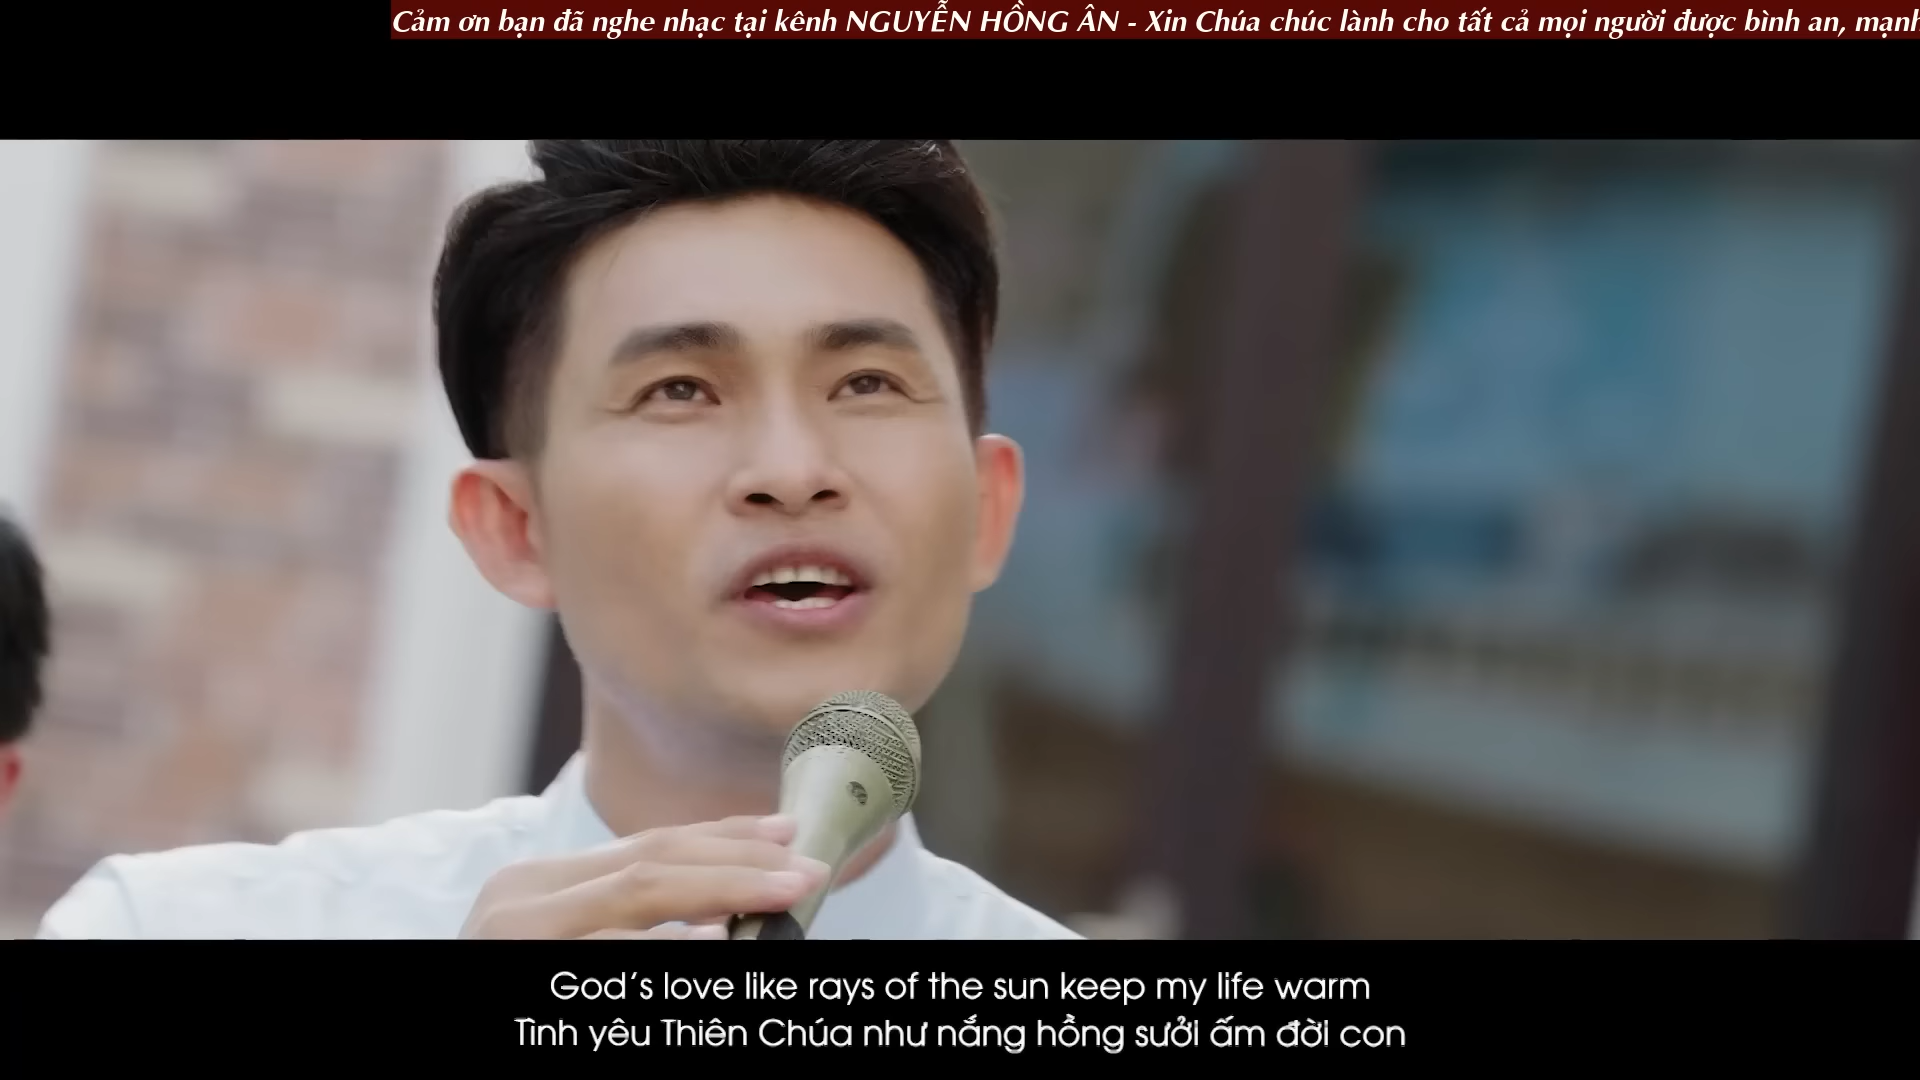 Cảm ơn bạn đã nghe nhạc tại kênh NGUYỄN HỒNG ÂN - Xin Chúa chúc lành cho tất cả mọi người được bình an, mạnh
God's love like rays of the sun keep my life warm
Tình yêu Thiên Chúa như nắng hồng sưởi ấm đời con